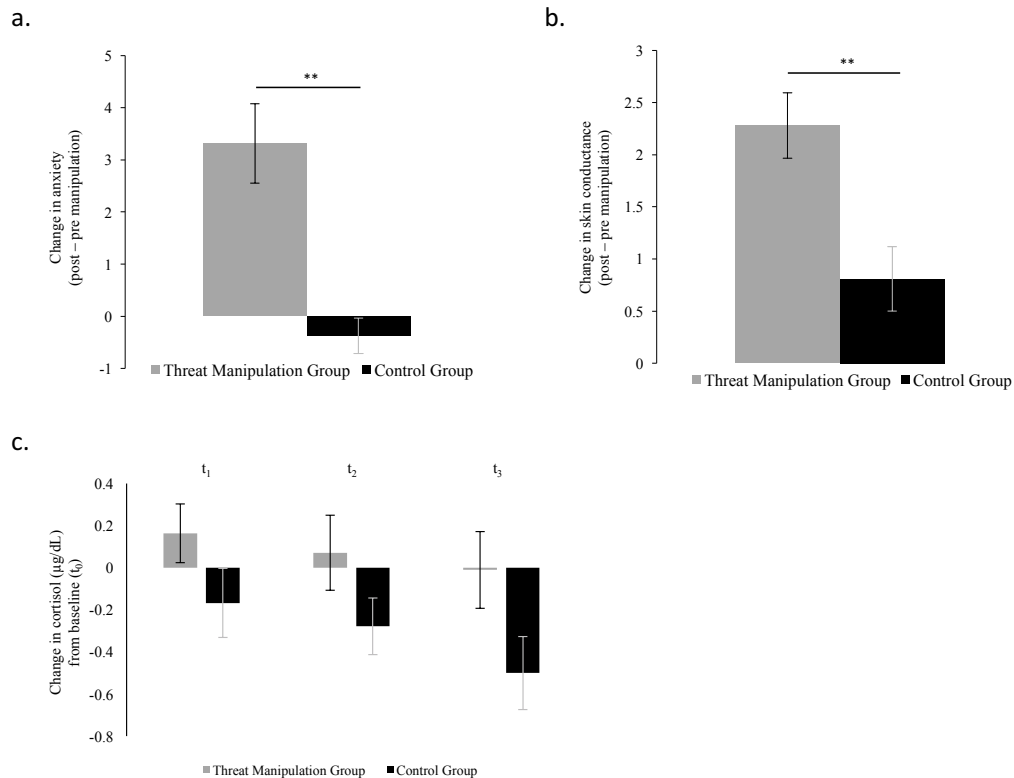 a.
5
4
3
2
1
0
-1
Change in anxiety
(post – pre manipulation)
**
Threat Manipulation Group Control Group
b.
3
2.5
2
1.5
1
0.5
0
Change in skin conductance
(post – pre manipulation)
**
Threat Manipulation Group Control Group
c.
t₁ t₂ t₃
0.4
0.2
0
-0.2
-0.4
-0.6
-0.8
Change in cortisol (µg/dL)
from baseline (t₀)
Threat Manipulation Group Control Group